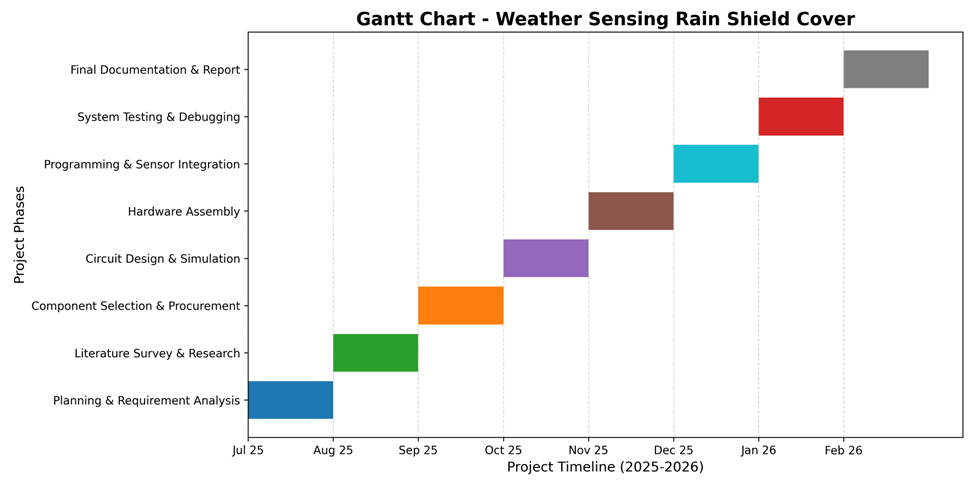 Gantt Chart - Weather Sensing Rain Shield Cover
Project Phases
Final Documentation & Report
System Testing & Debugging
Programming & Sensor Integration
Hardware Assembly
Circuit Design & Simulation
Component Selection & Procurement
Literature Survey & Research
Planning & Requirement Analysis
Jul 25 Aug 25 Sep 25 Oct 25 Nov 25 Dec 25 Jan 26 Feb 26
Project Timeline (2025-2026)